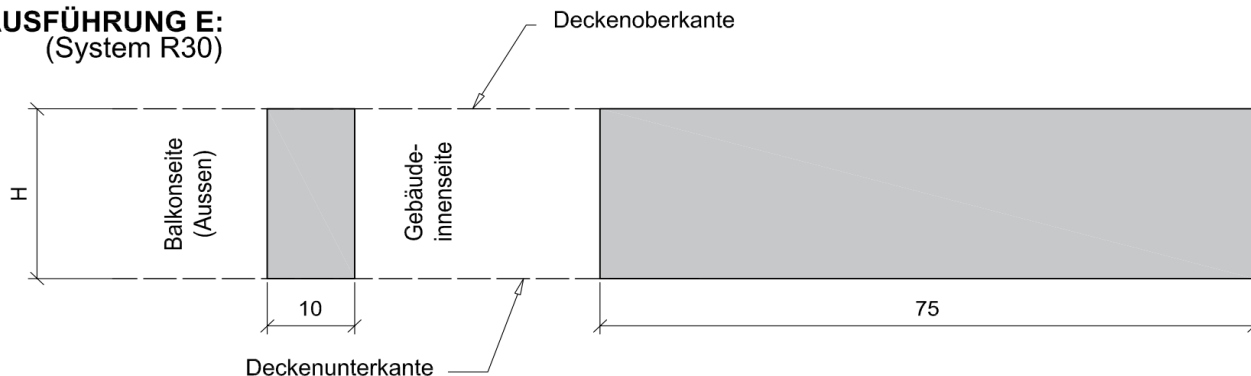 AUSFÜHRUNG E:
(System R30)
Deckenoberkante
H
Balkonseite
(Aussen)
Gebäude-
innenseite
10
75
Deckenunterkante